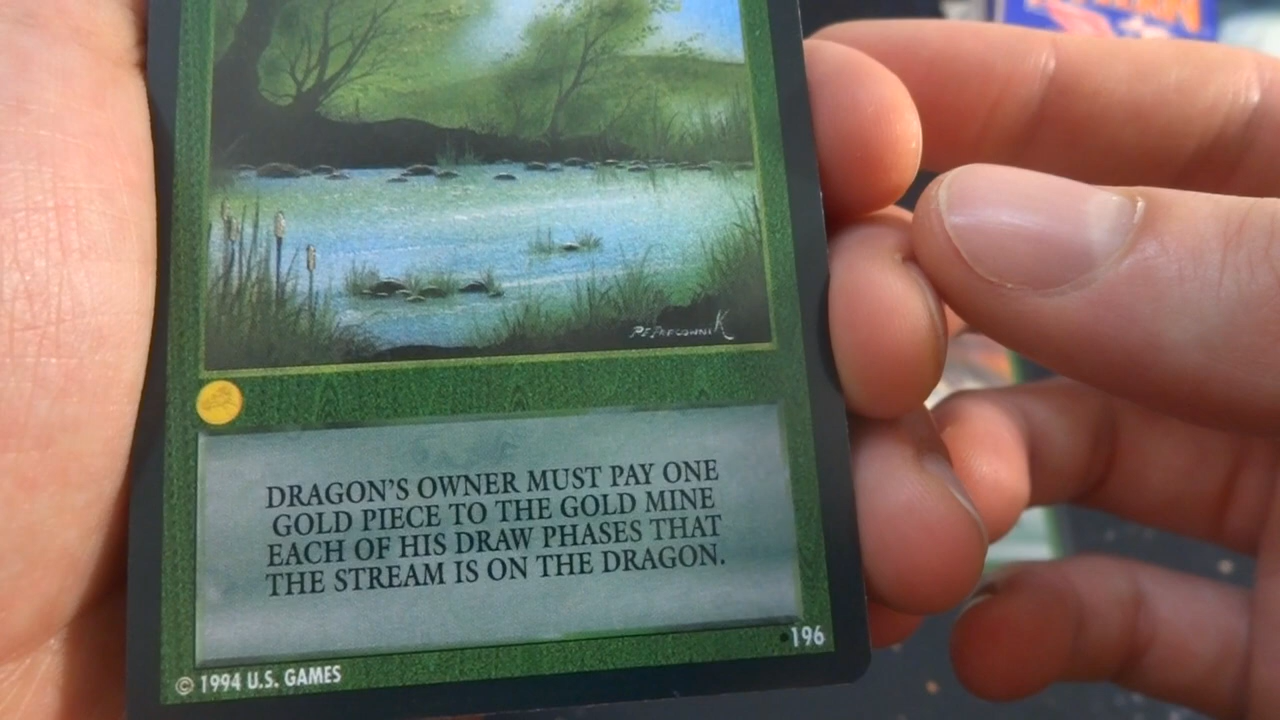 DRAGON'S OWNER MUST PAY ONE
GOLD PIECE TO THE GOLD MINE
EACH OF HIS DRAW PHASES THAT
THE STREAM IS ON THE DRAGON.
196
© 1994 U.S. GAMES